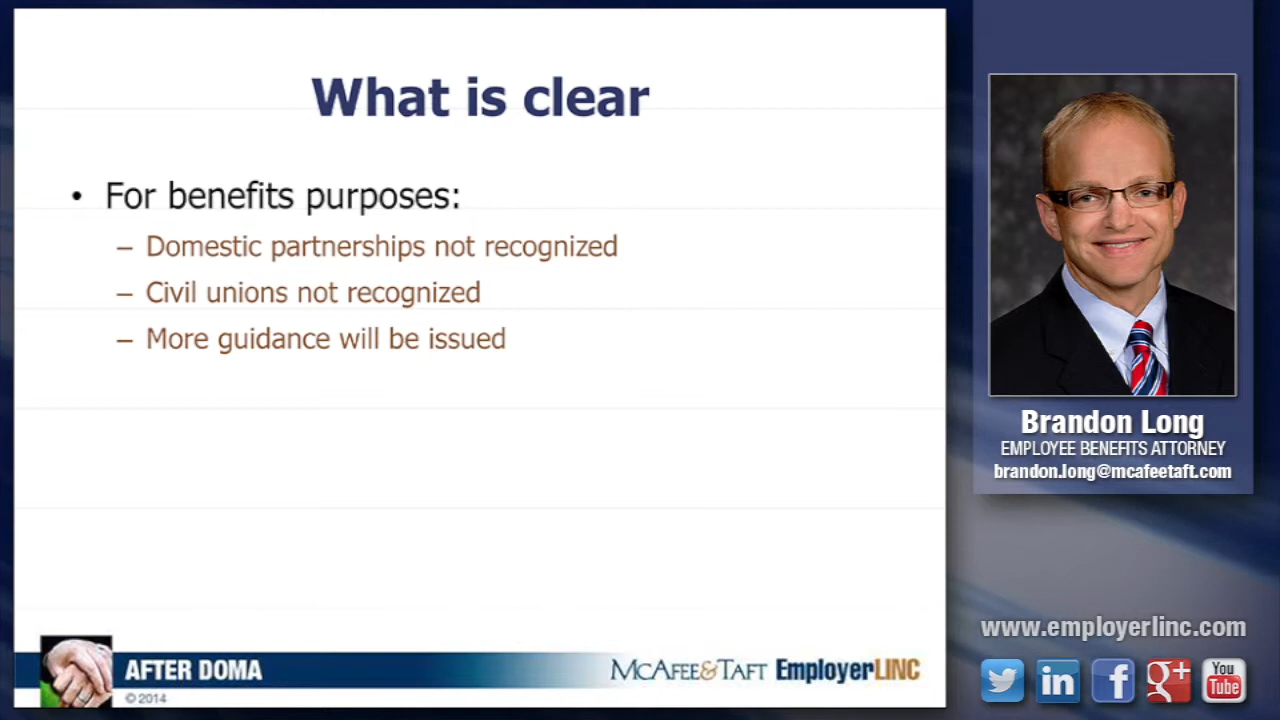 What is clear
• For benefits purposes:
– Domestic partnerships not recognized
– Civil unions not recognized
– More guidance will be issued
AFTER DOMA
© 2014
McAFEE&TAFT EmployerLINC
Brandon Long
EMPLOYEE BENEFITS ATTORNEY
brandon.long@mcafeetaft.com
www.employerlinc.com
in f g+ You Tube